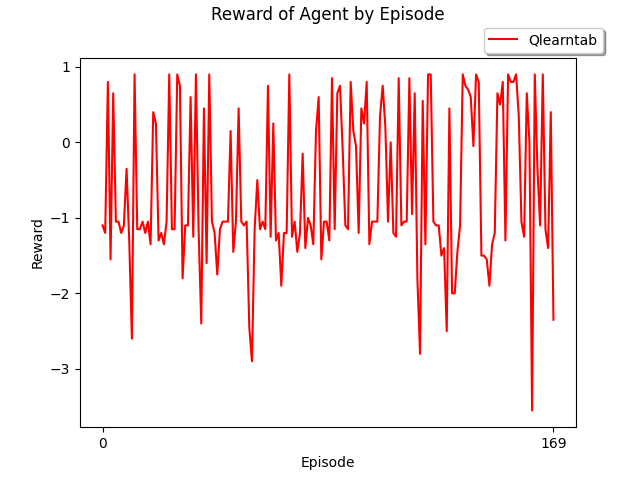 Reward of Agent by Episode
Qlearntab
1
0
−1
−2
−3
Reward
0
169
Episode